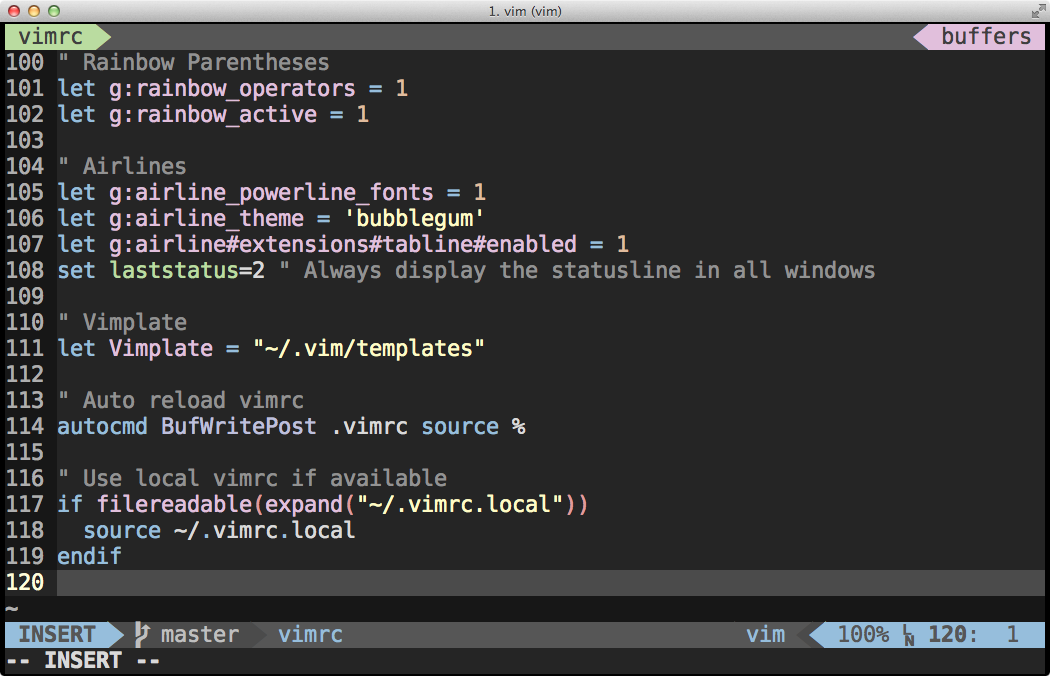 1. vim (vim)
vimrc buffers
100 " Rainbow Parentheses
101 let g:rainbow_operators = 1
102 let g:rainbow_active = 1
103
104 " Airlines
105 let g:airline_powerline_fonts = 1
106 let g:airline_theme = 'bubblegum'
107 let g:airline#extensions#tabline#enabled = 1
108 set laststatus=2 " Always display the statusline in all windows
109
110 " Vimplate
111 let Vimplate = "~/.vim/templates"
112
113 " Auto reload vimrc
114 autocmd BufWritePost .vimrc source %
115
116 " Use local vimrc if available
117 if filereadable(expand("~/.vimrc.local"))
118   source ~/.vimrc.local
119 endif
120
~
INSERT master vimrc vim 100% LN 120: 1
-- INSERT --